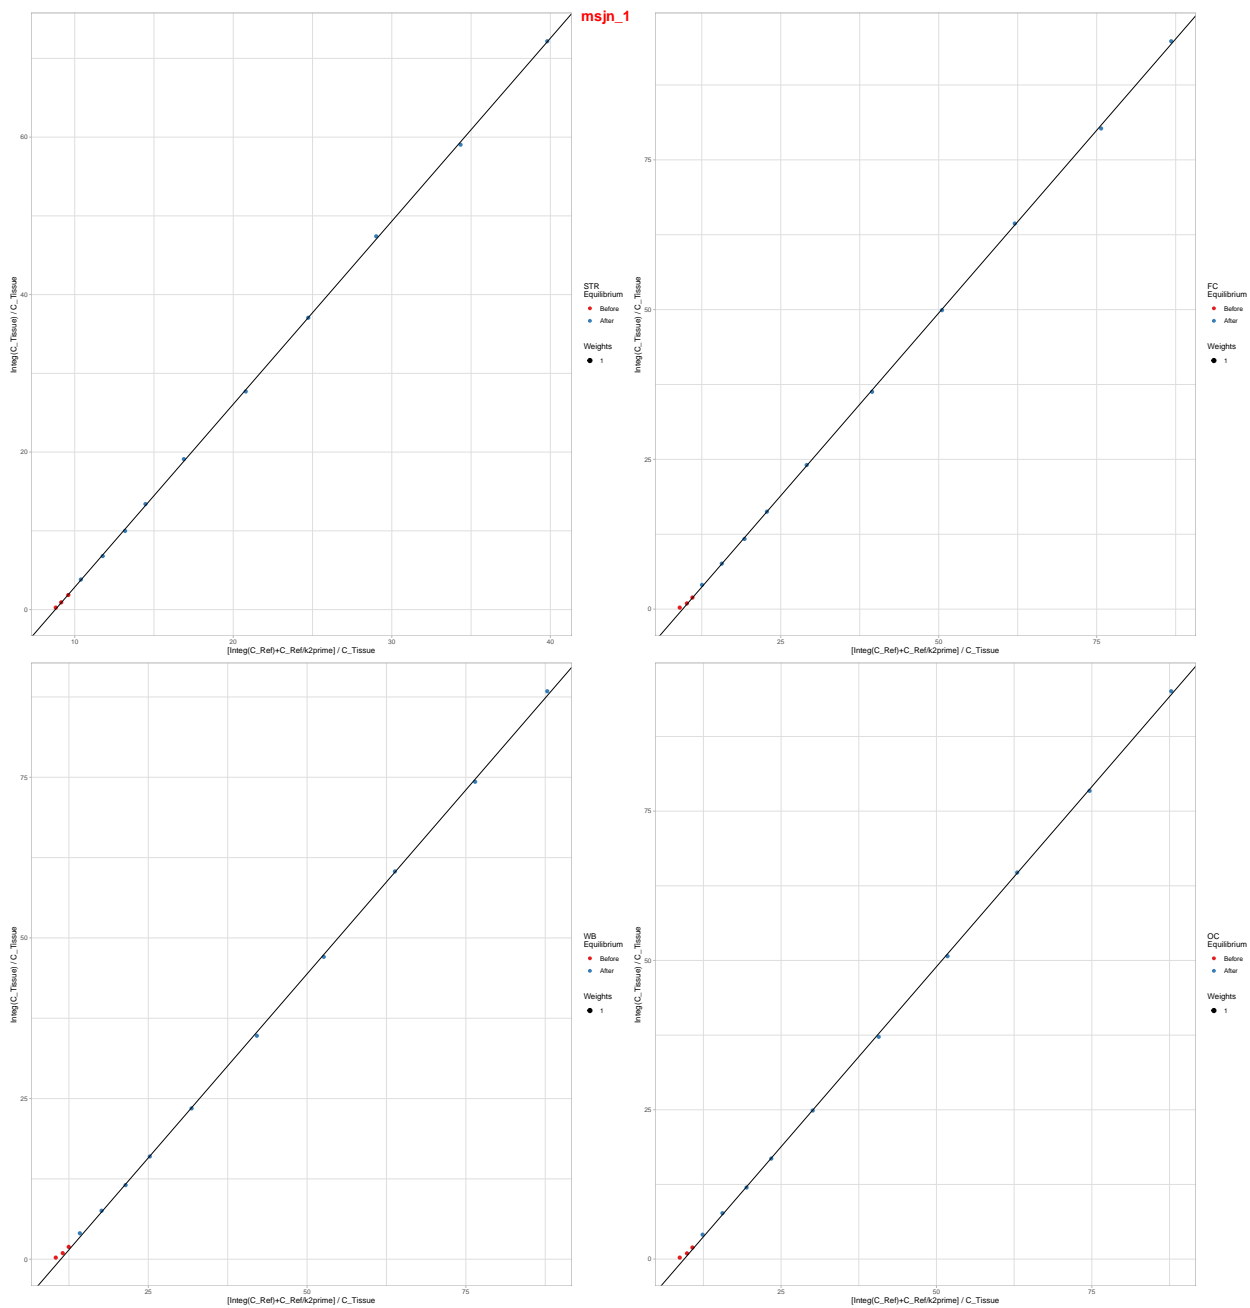 msjn_1
Integ(C_Tissue) / C_Tissue
60
40
20
0
10
20
30
40
[Integ(C_Ref)+C_Ref/k2prime] / C_Tissue
STR
Equilibrium
Before
After
Weights
1
Integ(C_Tissue) / C_Tissue
75
50
25
0
25
50
75
[Integ(C_Ref)+C_Ref/k2prime] / C_Tissue
FC
Equilibrium
Before
After
Weights
1
Integ(C_Tissue) / C_Tissue
75
50
25
0
25
50
75
[Integ(C_Ref)+C_Ref/k2prime] / C_Tissue
WB
Equilibrium
Before
After
Weights
1
Integ(C_Tissue) / C_Tissue
75
50
25
0
25
50
75
[Integ(C_Ref)+C_Ref/k2prime] / C_Tissue
OC
Equilibrium
Before
After
Weights
1